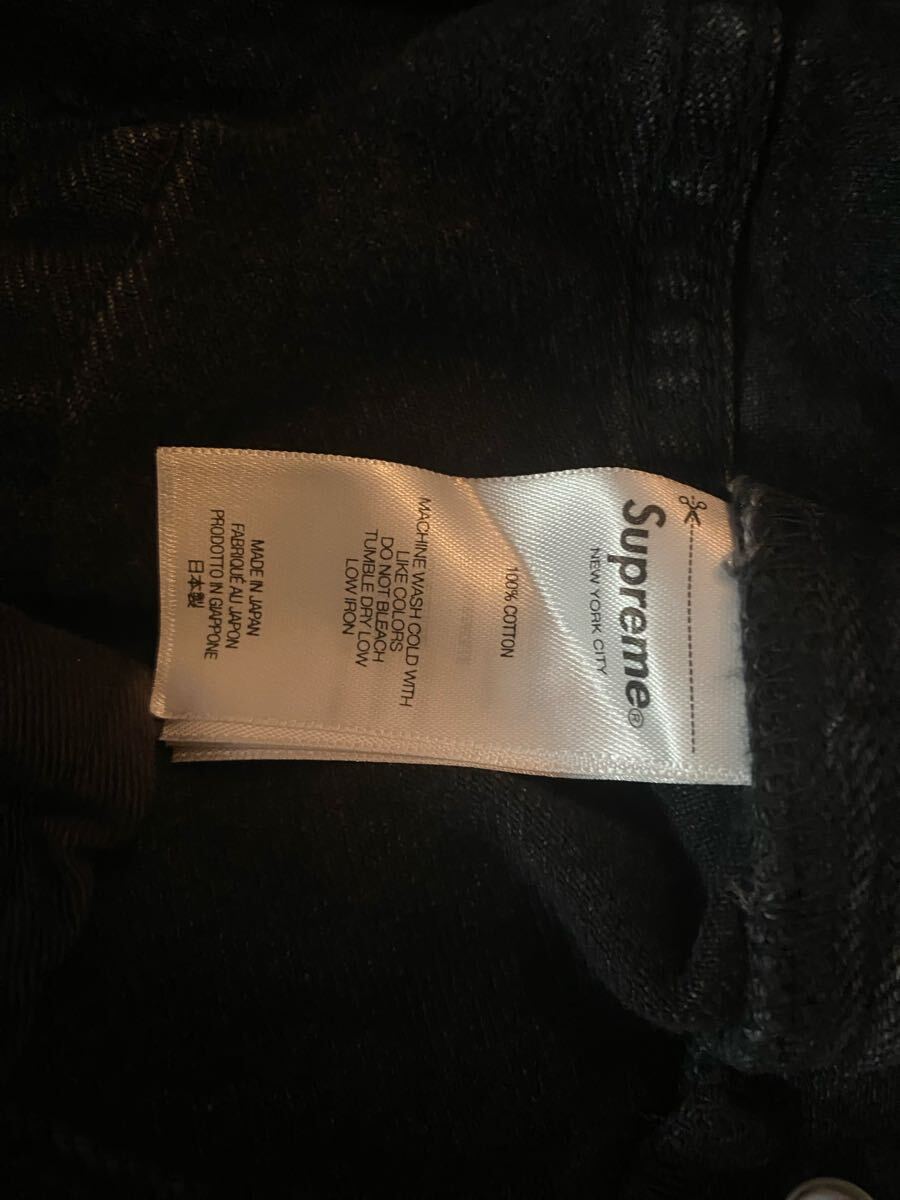 Supreme®
NEW YORK CITY
100% COTTON
MACHINE WASH COLD WITH
LIKE COLORS
DO NOT BLEACH
TUMBLE DRY LOW
LOW IRON
MADE IN JAPAN
FABRIQUÉ AU JAPON
PRODOTTO IN GIAPPONE
日本製